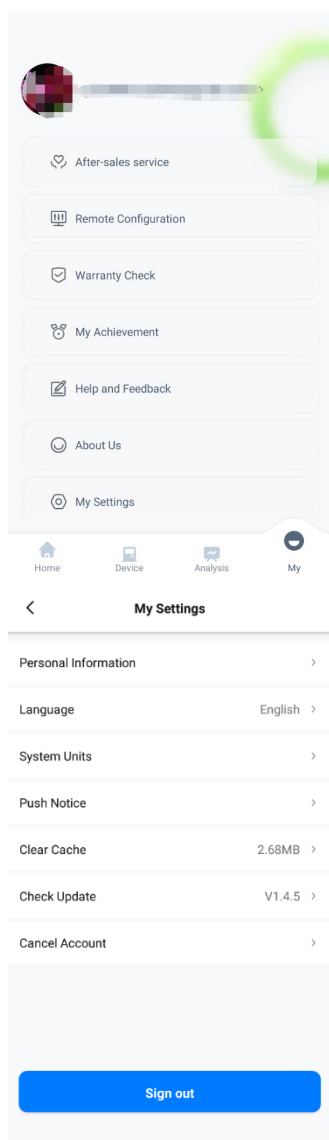 After-sales service
Remote Configuration
Warranty Check
My Achievement
Help and Feedback
About Us
My Settings
Home Device Analysis My
My Settings
Personal Information
Language English
System Units
Push Notice
Clear Cache 2.68MB
Check Update V1.4.5
Cancel Account
Sign out